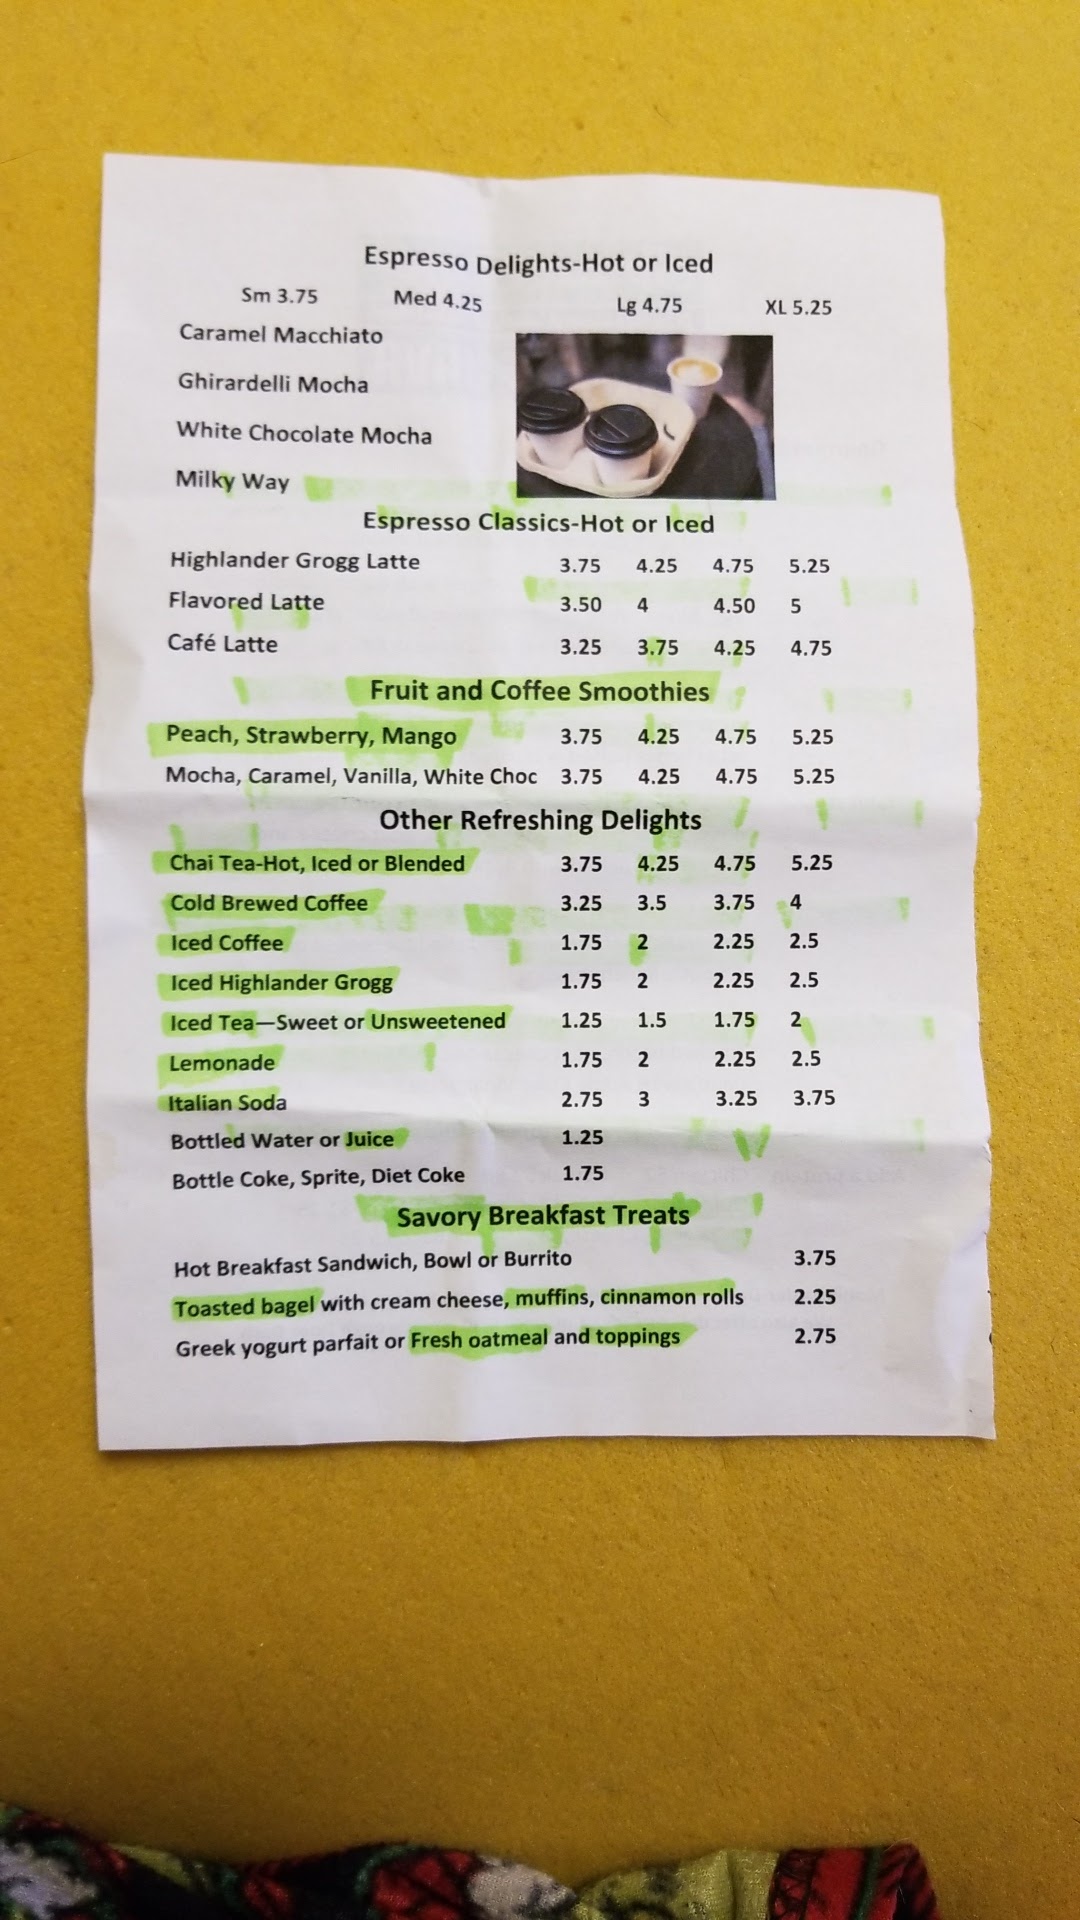 Espresso Delights-Hot or Iced
Sm 3.75 Med 4.25 Lg 4.75 XL 5.25
Caramel Macchiato
Ghirardelli Mocha
White Chocolate Mocha
Milky Way
Espresso Classics-Hot or Iced
Highlander Grogg Latte 3.75 4.25 4.75 5.25
Flavored Latte 3.50 4 4.50 5
Café Latte 3.25 3.75 4.25 4.75
Fruit and Coffee Smoothies
Peach, Strawberry, Mango 3.75 4.25 4.75 5.25
Mocha, Caramel, Vanilla, White Choc 3.75 4.25 4.75 5.25
Other Refreshing Delights
Chai Tea-Hot, Iced or Blended 3.75 4.25 4.75 5.25
Cold Brewed Coffee 3.25 3.5 3.75 4
Iced Coffee 1.75 2 2.25 2.5
Iced Highlander Grogg 1.75 2 2.25 2.5
Iced Tea—Sweet or Unsweetened 1.25 1.5 1.75 2
Lemonade 1.75 2 2.25 2.5
Italian Soda 2.75 3 3.25 3.75
Bottled Water or Juice 1.25
Bottle Coke, Sprite, Diet Coke 1.75
Savory Breakfast Treats
Hot Breakfast Sandwich, Bowl or Burrito 3.75
Toasted bagel with cream cheese, muffins, cinnamon rolls 2.25
Greek yogurt parfait or Fresh oatmeal and toppings 2.75